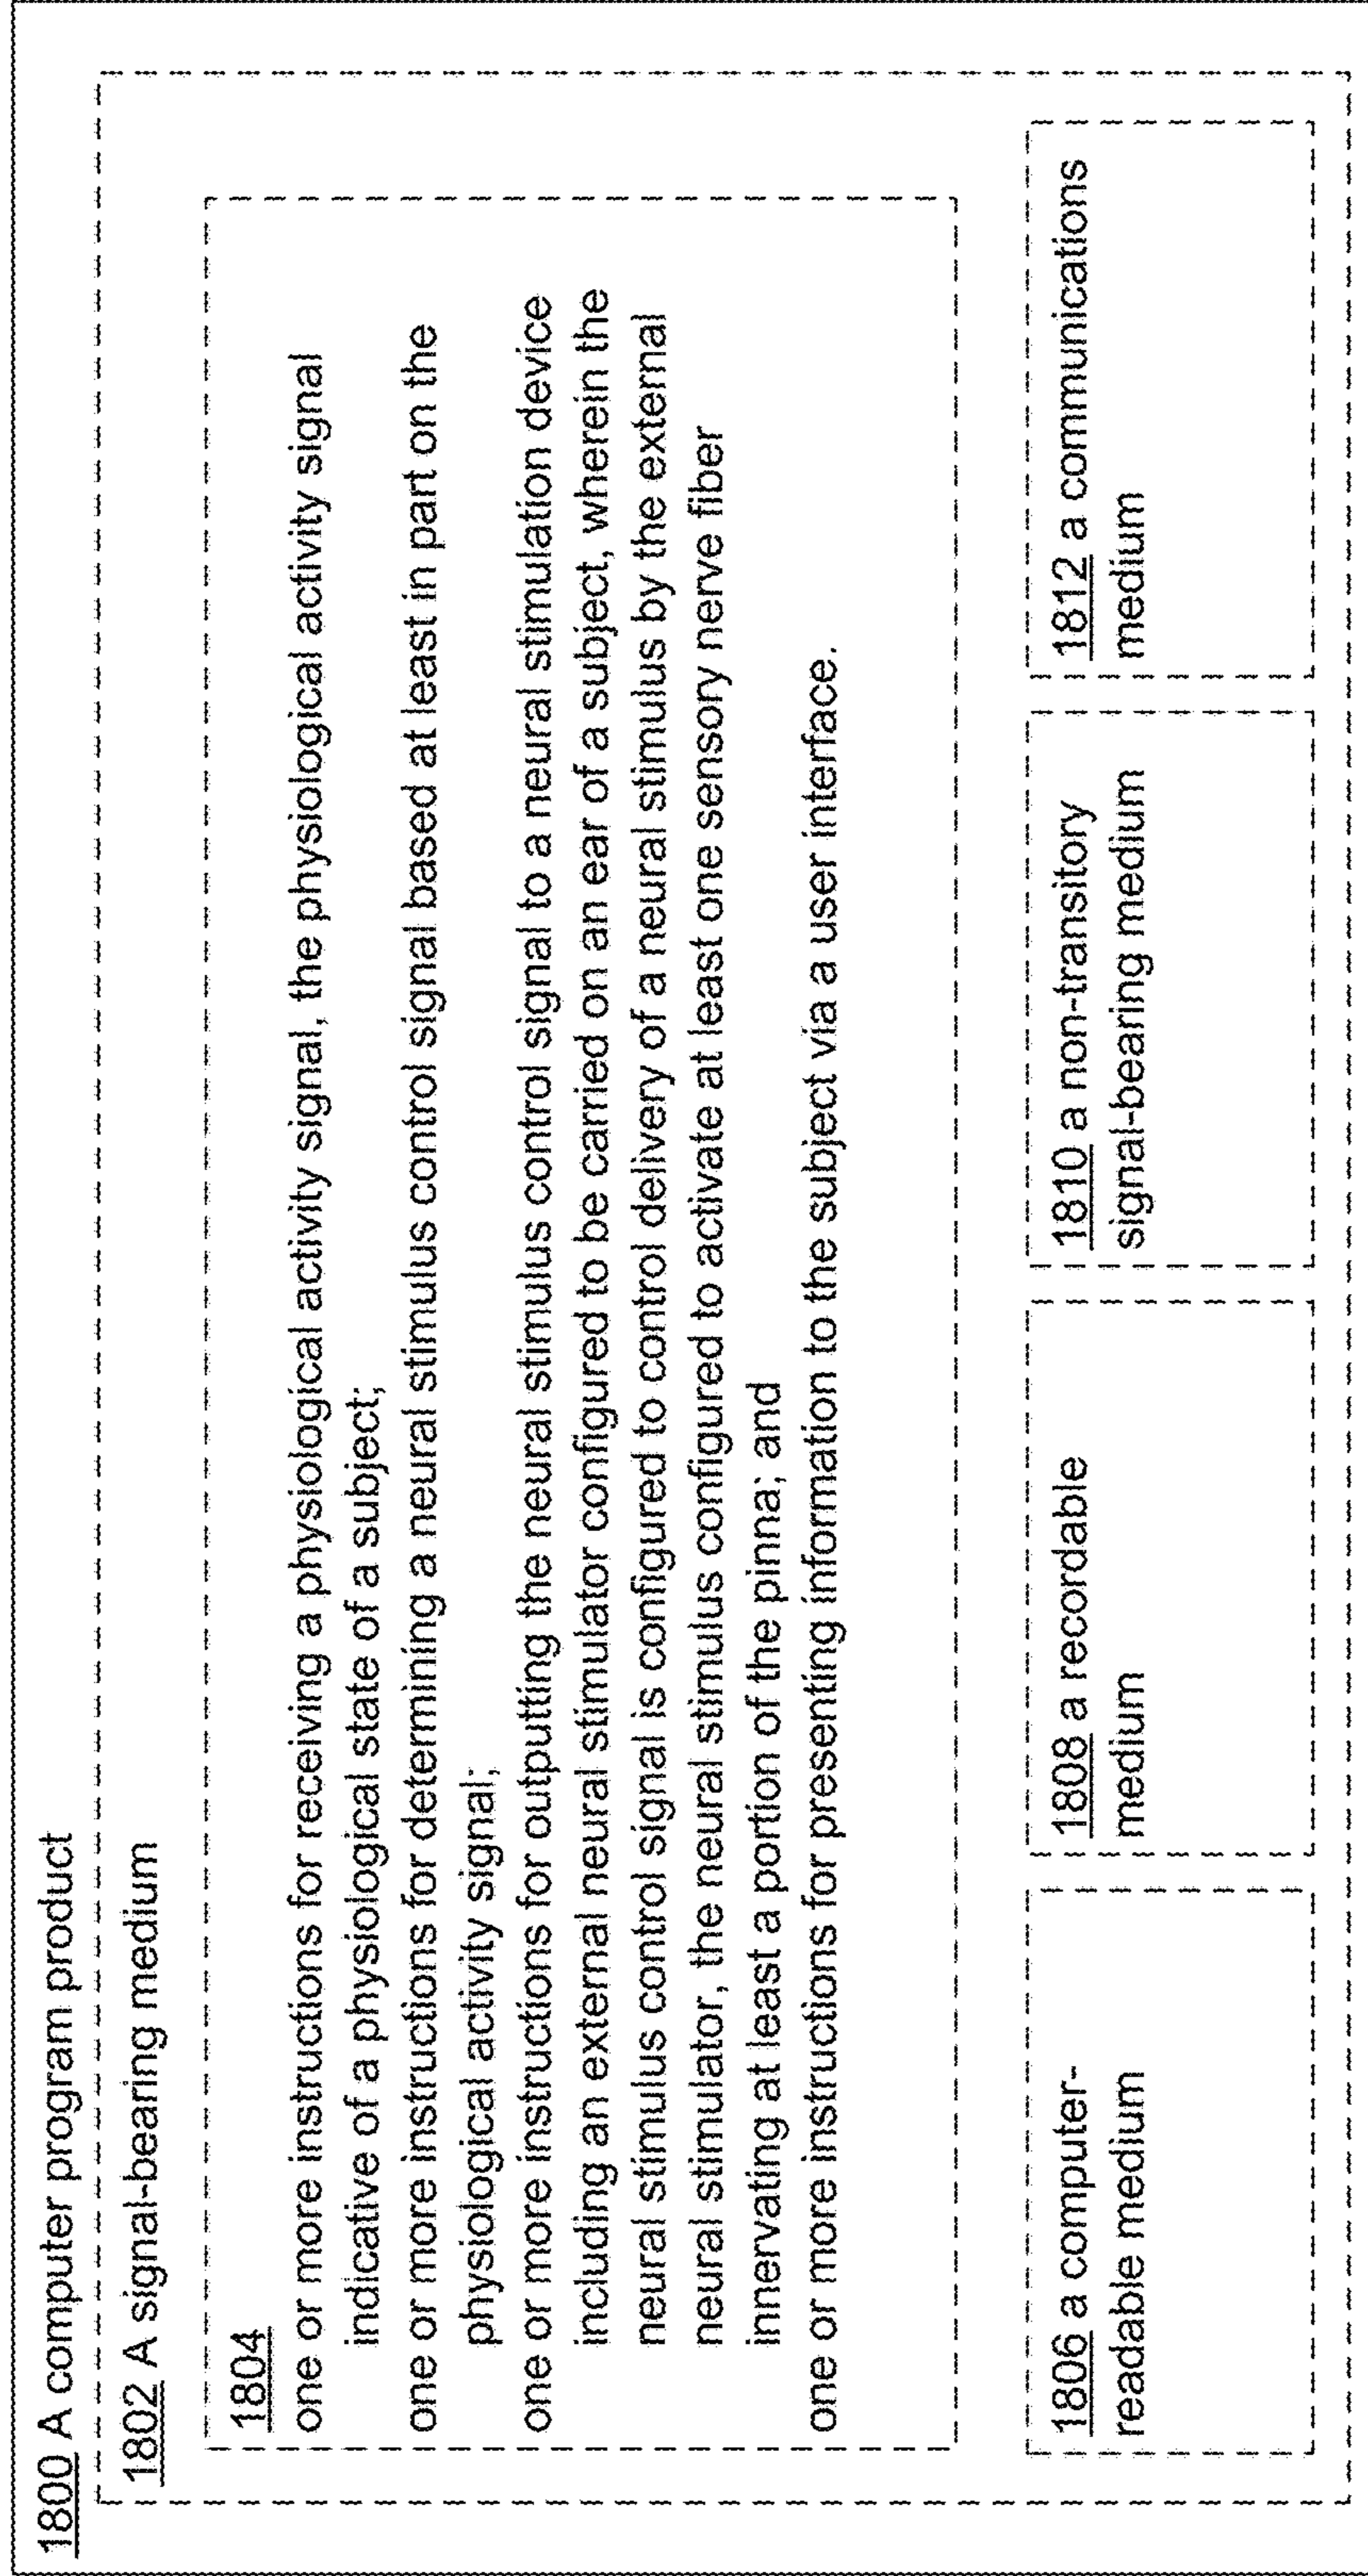 1800 A computer program product
1802 A signal-bearing medium
1804
one or more instructions for receiving a physiological activity signal, the physiological activity signal
indicative of a physiological state of a subject;
one or more instructions for determining a neural stimulus control signal based at least in part on the
physiological activity signal;
one or more instructions for outputting the neural stimulus control signal to a neural stimulation device
including an external neural stimulator configured to be carried on an ear of a subject, wherein the
neural stimulus control signal is configured to control delivery of a neural stimulus by the external
neural stimulator, the neural stimulus configured to activate at least one sensory nerve fiber
innervating at least a portion of the pinna; and
one or more instructions for presenting information to the subject via a user interface.
1806 a computer-
readable medium
1808 a recordable
medium
1810 a non-transitory
signal-bearing medium
1812 a communications
medium